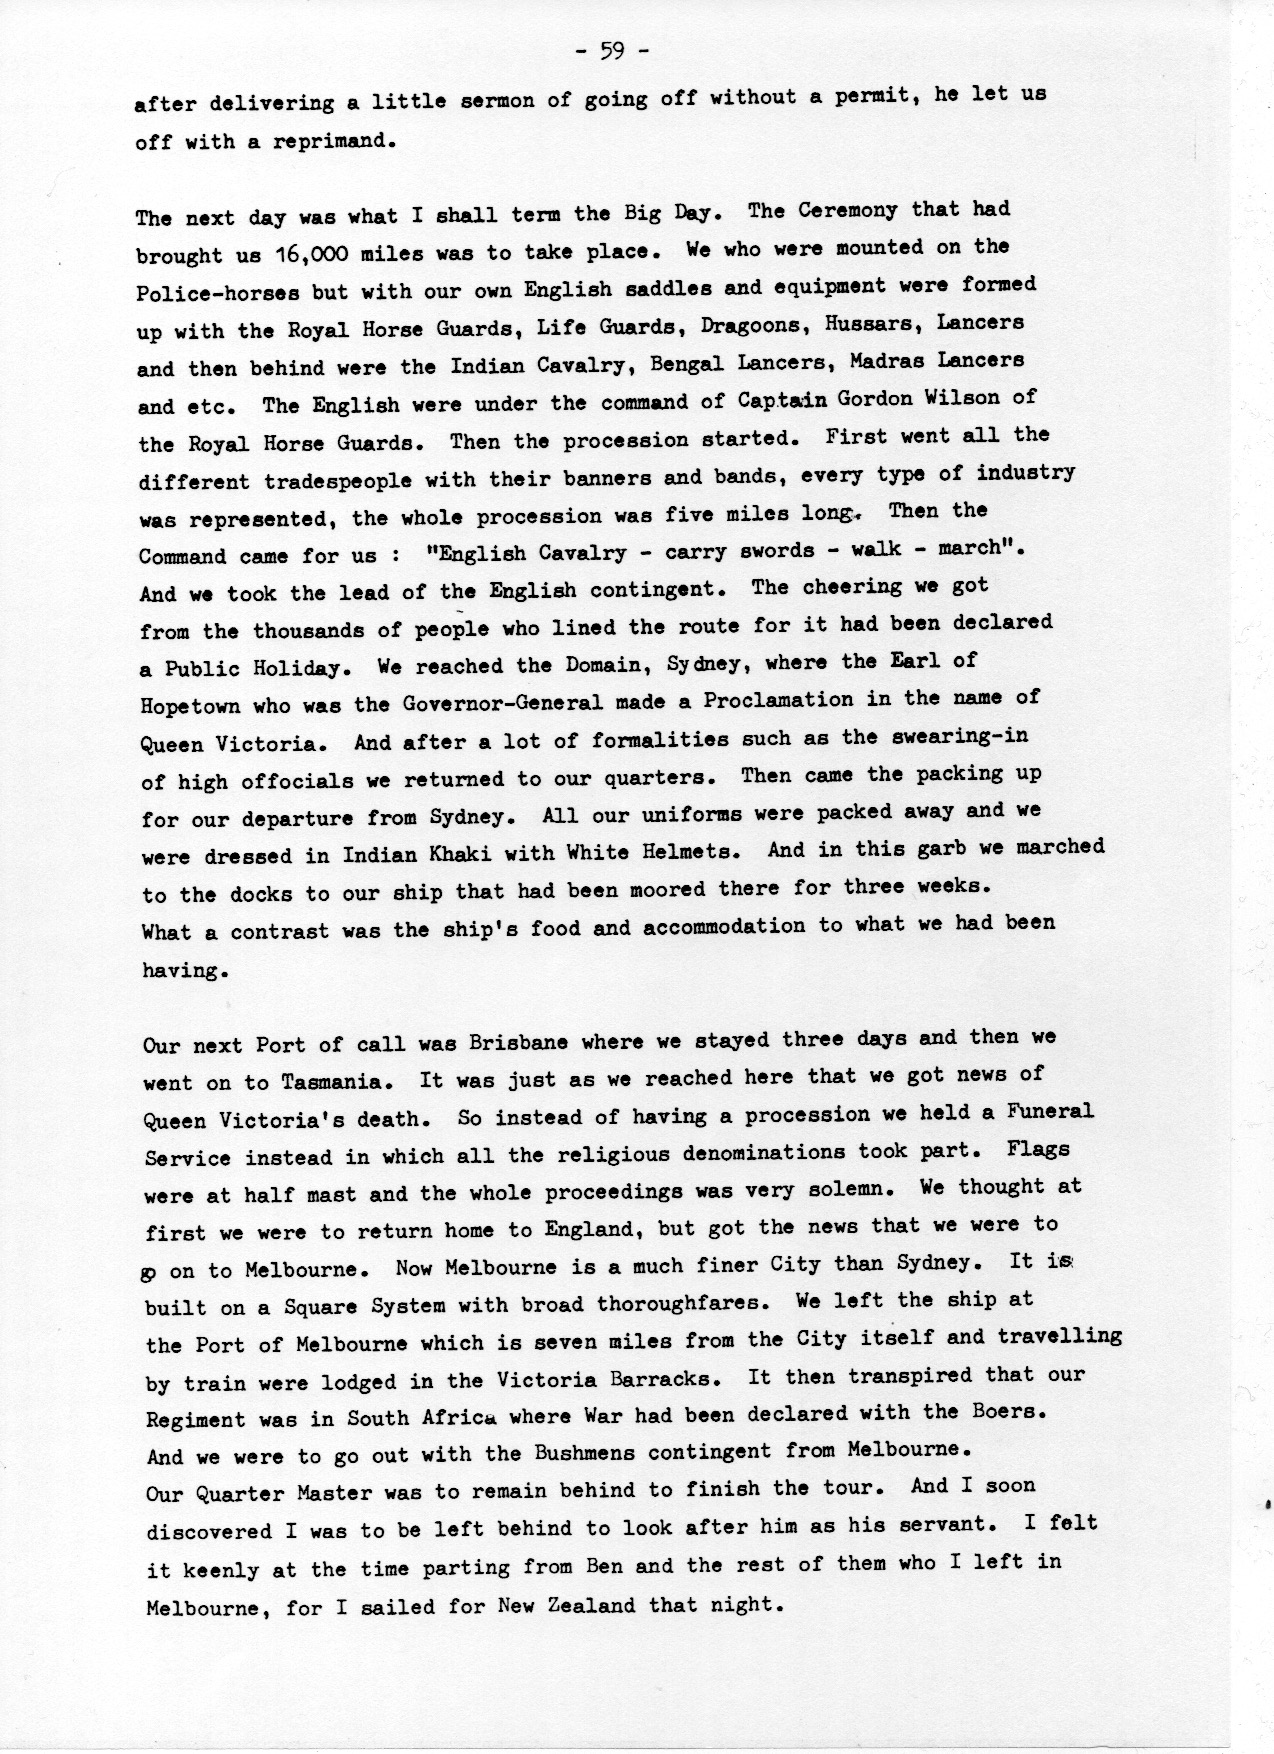 - 59 -
after delivering a little sermon of going off without a permit, he let us
off with a reprimand.
The next day was what I shall term the Big Day. The Ceremony that had
brought us 16,000 miles was to take place. We who were mounted on the
Police-horses but with our own English saddles and equipment were formed
up with the Royal Horse Guards, Life Guards, Dragoons, Hussars, Lancers
and then behind were the Indian Cavalry, Bengal Lancers, Madras Lancers
and etc. The English were under the command of Captain Gordon Wilson of
the Royal Horse Guards. Then the procession started. First went all the
different tradespeople with their banners and bands, every type of industry
was represented, the whole procession was five miles long. Then the
Command came for us : "English Cavalry - carry swords - walk - march".
And we took the lead of the English contingent. The cheering we got
from the thousands of people who lined the route for it had been declared
a Public Holiday. We reached the Domain, Sydney, where the Earl of
Hopetown who was the Governor-General made a Proclamation in the name of
Queen Victoria. And after a lot of formalities such as the swearing-in
of high offocials we returned to our quarters. Then came the packing up
for our departure from Sydney. All our uniforms were packed away and we
were dressed in Indian Khaki with White Helmets. And in this garb we marched
to the docks to our ship that had been moored there for three weeks.
What a contrast was the ship's food and accommodation to what we had been
having.
Our next Port of call was Brisbane where we stayed three days and then we
went on to Tasmania. It was just as we reached here that we got news of
Queen Victoria's death. So instead of having a procession we held a Funeral
Service instead in which all the religious denominations took part. Flags
were at half mast and the whole proceedings was very solemn. We thought at
first we were to return home to England, but got the news that we were to
go on to Melbourne. Now Melbourne is a much finer City than Sydney. It is
built on a Square System with broad thoroughfares. We left the ship at
the Port of Melbourne which is seven miles from the City itself and travelling
by train were lodged in the Victoria Barracks. It then transpired that our
Regiment was in South Africa where War had been declared with the Boers.
And we were to go out with the Bushmens contingent from Melbourne.
Our Quarter Master was to remain behind to finish the tour. And I soon
discovered I was to be left behind to look after him as his servant. I felt
it keenly at the time parting from Ben and the rest of them who I left in
Melbourne, for I sailed for New Zealand that night.